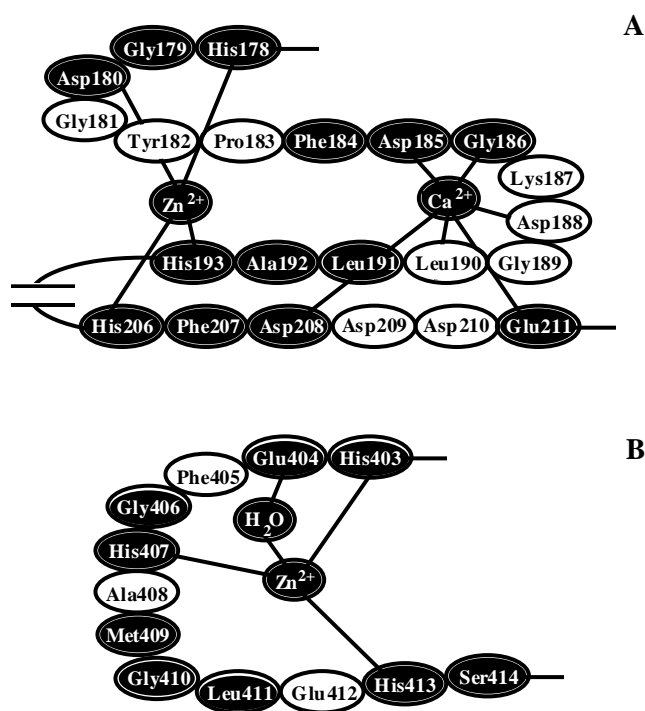 A
Gly179 His178
Asp180
Gly181
Tyr182 Pro183 Phe184 Asp185 Gly186
Lys187
Zn2+ Ca2+
Asp188
His193 Ala192 Leu191 Leu190 Gly189
His206 Phe207 Asp208 Asp209 Asp210 Glu211
B
Glu404 His403
Phe405
Gly406
H2O
His407
Zn2+
Ala408
Met409
Gly410 Leu411 Glu412 His413 Ser414